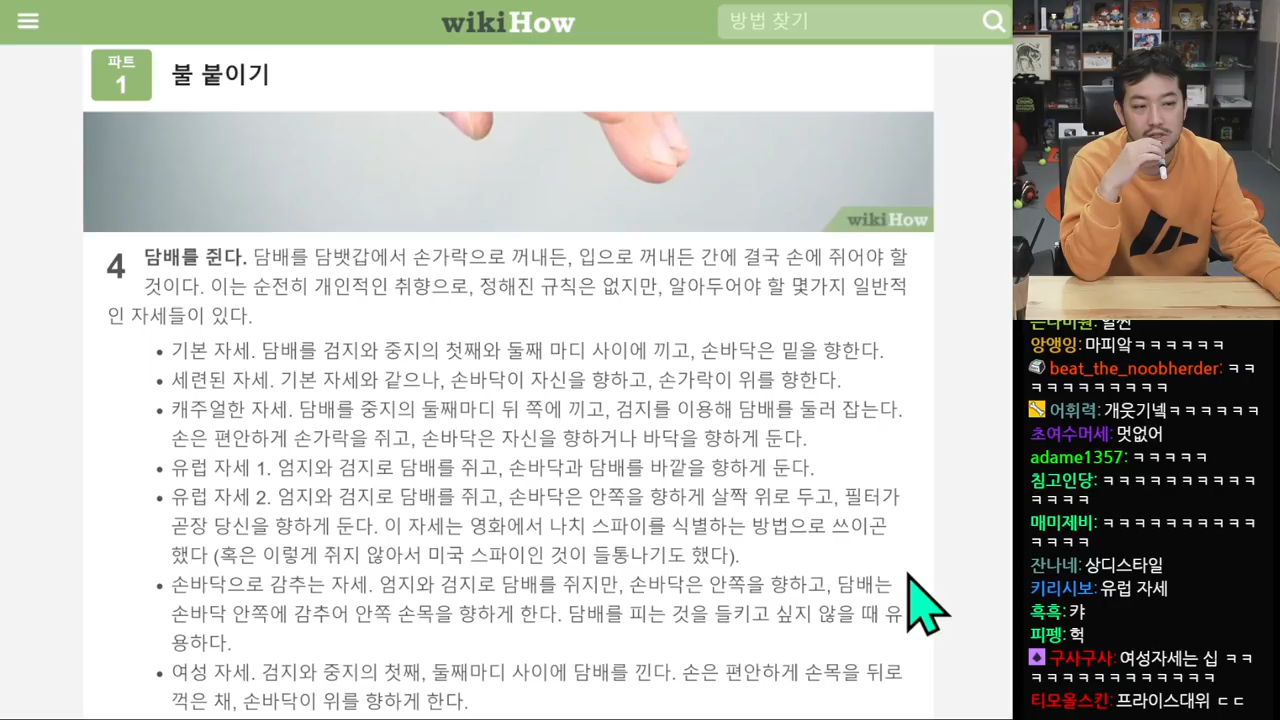 wikiHow
방법 찾기
파트
1
불 붙이기
wikiHow
4
담배를 쥔다. 담배를 담뱃갑에서 손가락으로 꺼내든, 입으로 꺼내든 간에 결국 손에 쥐어야 할
것이다. 이는 순전히 개인적인 취향으로, 정해진 규칙은 없지만, 알아두어야 할 몇가지 일반적
인 자세들이 있다.
기본 자세. 담배를 검지와 중지의 첫째와 둘째 마디 사이에 끼고, 손바닥은 밑을 향한다.
세련된 자세. 기본 자세와 같으나, 손바닥이 자신을 향하고, 손가락이 위를 향한다.
캐주얼한 자세. 담배를 중지의 둘째마디 뒤 쪽에 끼고, 검지를 이용해 담배를 둘러 잡는다.
손은 편안하게 손가락을 쥐고, 손바닥은 자신을 향하거나 바닥을 향하게 둔다.
유럽 자세 1. 엄지와 검지로 담배를 쥐고, 손바닥과 담배를 바깥을 향하게 둔다.
유럽 자세 2. 엄지와 검지로 담배를 쥐고, 손바닥은 안쪽을 향하게 살짝 위로 두고, 필터가
곧장 당신을 향하게 둔다. 이 자세는 영화에서 나치 스파이를 식별하는 방법으로 쓰이곤
했다 (혹은 이렇게 쥐지 않아서 미국 스파이인 것이 들통나기도 했다).
손바닥으로 감추는 자세. 엄지와 검지로 담배를 쥐지만, 손바닥은 안쪽을 향하고, 담배는
손바닥 안쪽에 감추어 안쪽 손목을 향하게 한다. 담배를 피는 것을 들키고 싶지 않을 때 유
용하다.
여성 자세. 검지와 중지의 첫째, 둘째마디 사이에 담배를 낀다. 손은 편안하게 손목을 뒤로
꺽은 채, 손바닥이 위를 향하게 한다.
앙앵잉: 마피앜ㅋㅋㅋㅋㅋㅋ
beat_the_noobherder: ㅋㅋ
ㅋㅋㅋㅋㅋㅋㅋㅋㅋ
어휘력: 개웃기넼ㅋㅋㅋㅋㅋㅋ
초여수머세: 멋없어
adame1357: ㅋㅋㅋㅋㅋ
침고인당: ㅋㅋㅋㅋㅋㅋㅋㅋㅋㅋ
ㅋㅋㅋㅋ
매미제비: ㅋㅋㅋㅋㅋㅋㅋㅋㅋㅋ
ㅋㅋㅋㅋ
잔나네: 상디스타일
키리시보: 유럽 자세
흑흑: 캬
피펭: 헉
구사구사: 여성자세는 십 ㅋㅋ
ㅋㅋㅋㅋㅋㅋㅋㅋㅋㅋㅋㅋ
티모올스킨: 프라이스대위 ㄷㄷ